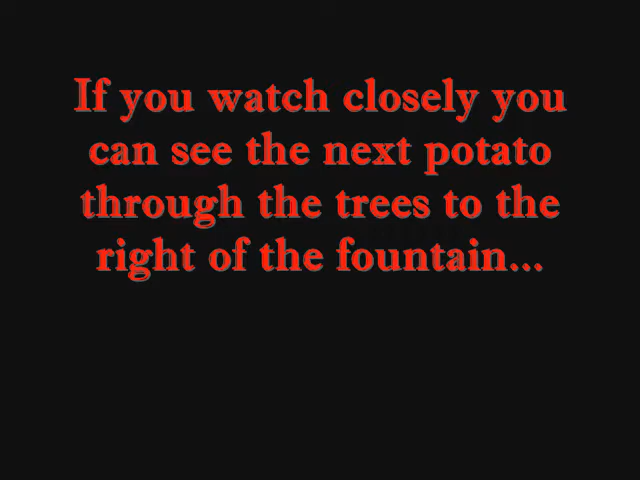 If you watch closely you
can see the next potato
through the trees to the
right of the fountain...